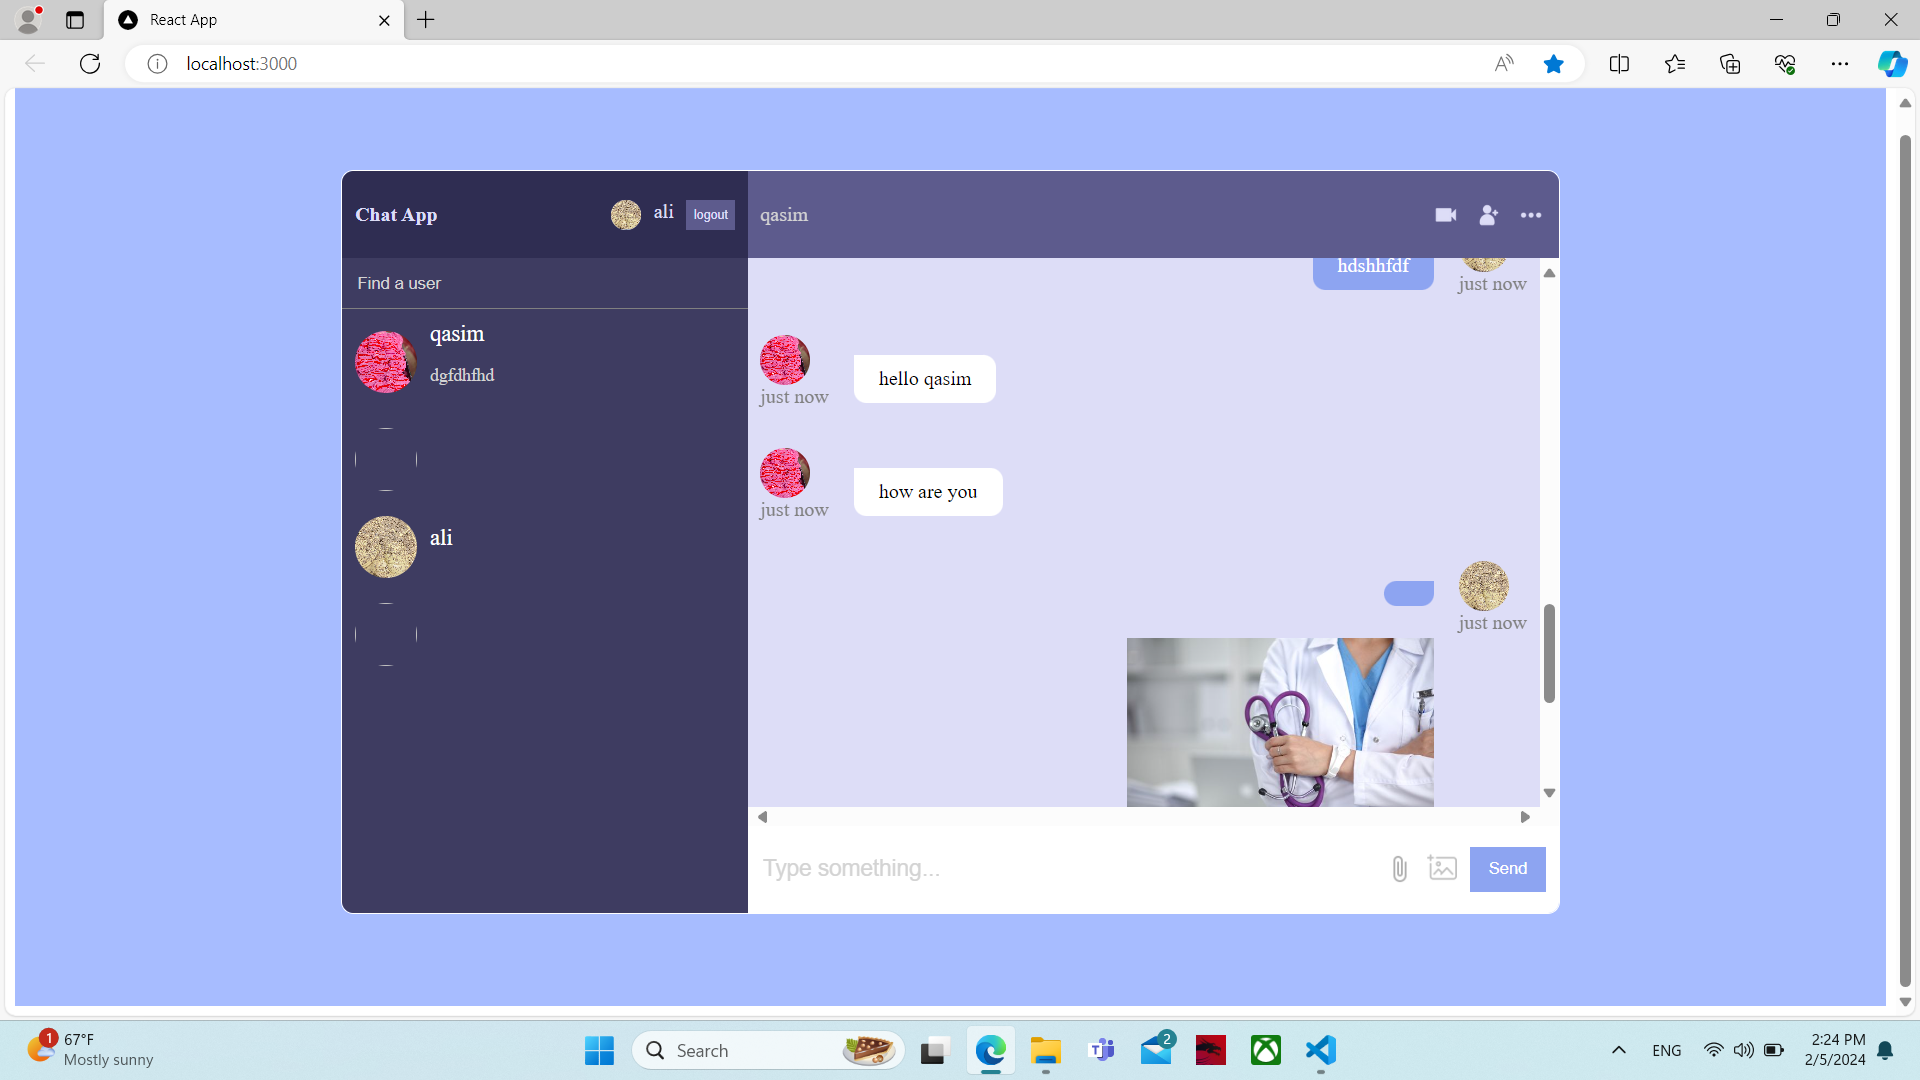 React App
localhost:3000
Chat App
ali
logout
qasim
Find a user
qasim
dgfdhfhd
ali
hdshhfdf
just now
hello qasim
just now
how are you
just now
just now
Type something...
Send
1
67°F
Mostly sunny
Search
2
ENG
2:24 PM
2/5/2024